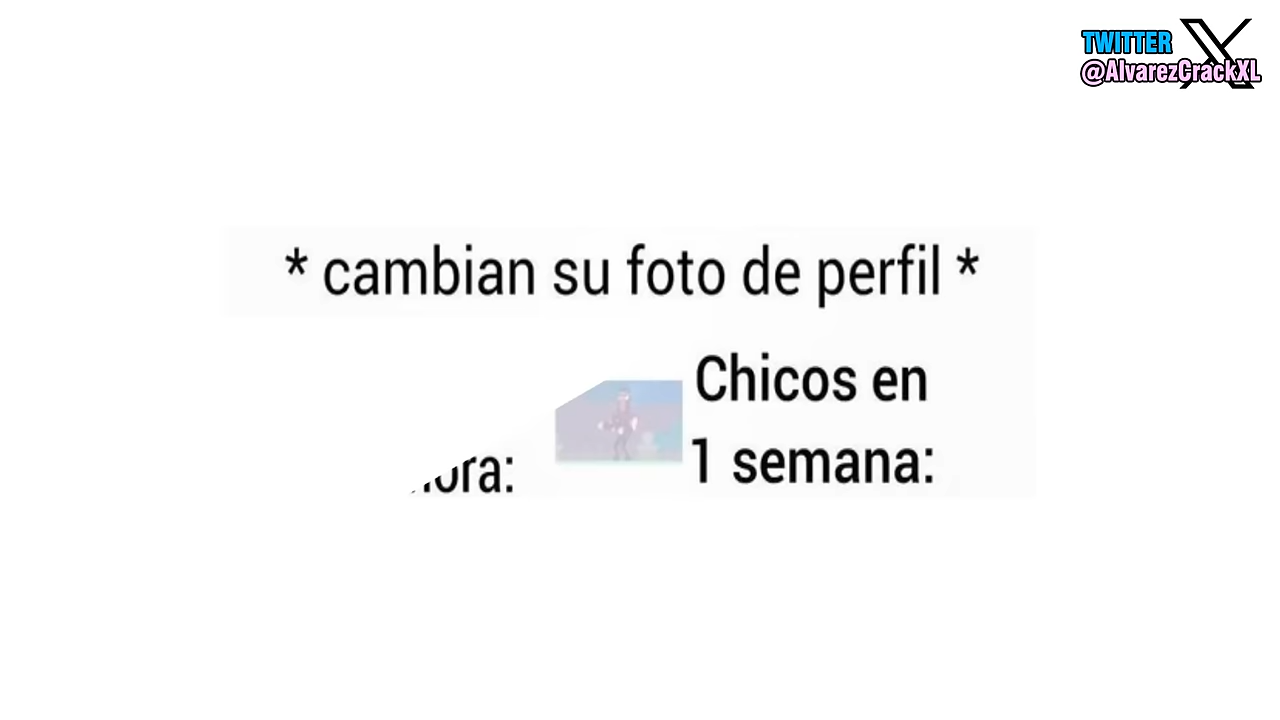 TWITTER
@AlvarezCrackXL
* cambian su foto de perfil *
Chicos en
1 semana: